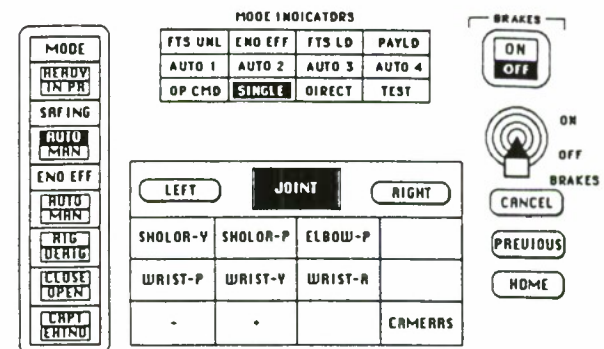 MODE INDICATORS
FTS UNL END EFF FTS LD PAYLD
AUTO 1 AUTO 2 AUTO 3 AUTO 4
OP CMD SINGLE DIRECT TEST
MODE
READY
IN PR
SAFING
AUTO
MAN
END EFF
AUTO
MAN
RIG
DERIG
CLOSE
OPEN
CAPT
EXTND
LEFT JOINT RIGHT
SHOLDR-Y SHOLDR-P ELBOW-P
WRIST-P WRIST-Y WRIST-R
- + CAMERAS
BRAKES
ON
OFF
ON
OFF
BRAKES
CANCEL
PREVIOUS
HOME